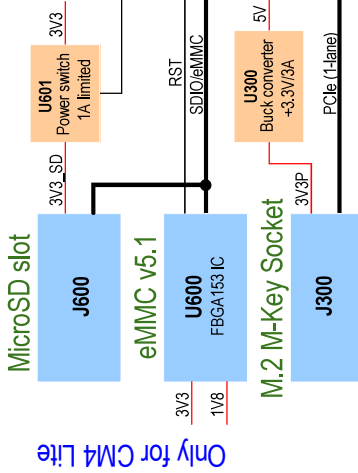 3V3
U601
Power switch
1A limited
3V3_SD
MicroSD slot
J600
RST
SDIO/eMMC
eMMC v5.1
U600
FBGA153 IC
3V3
1V8
5V
U300
Buck converter
+3.3V/3A
PCIe (1-lane)
3V3P
M.2 M-Key Socket
J300
Only for CM4 Lite